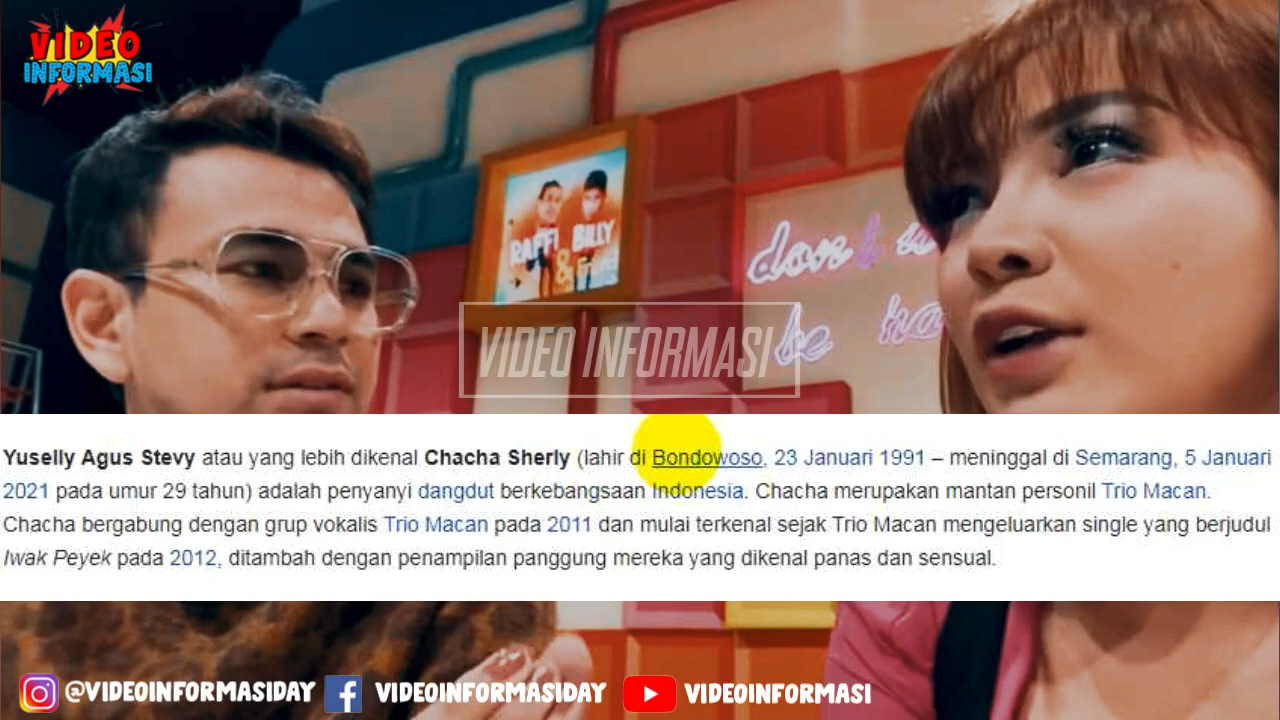 VIDEO
INFORMASI
RAFFI BILLY
&
don't w
be ha
VIDEO INFORMASI
Yuselly Agus Stevy atau yang lebih dikenal Chacha Sherly (lahir di Bondowoso, 23 Januari 1991 – meninggal di Semarang, 5 Januari
2021 pada umur 29 tahun) adalah penyanyi dangdut berkebangsaan Indonesia. Chacha merupakan mantan personil Trio Macan.
Chacha bergabung dengan grup vokalis Trio Macan pada 2011 dan mulai terkenal sejak Trio Macan mengeluarkan single yang berjudul
Iwak Peyek pada 2012, ditambah dengan penampilan panggung mereka yang dikenal panas dan sensual.
@VIDEOINFORMASIDAY VIDEOINFORMASIDAY VIDEOINFORMASI